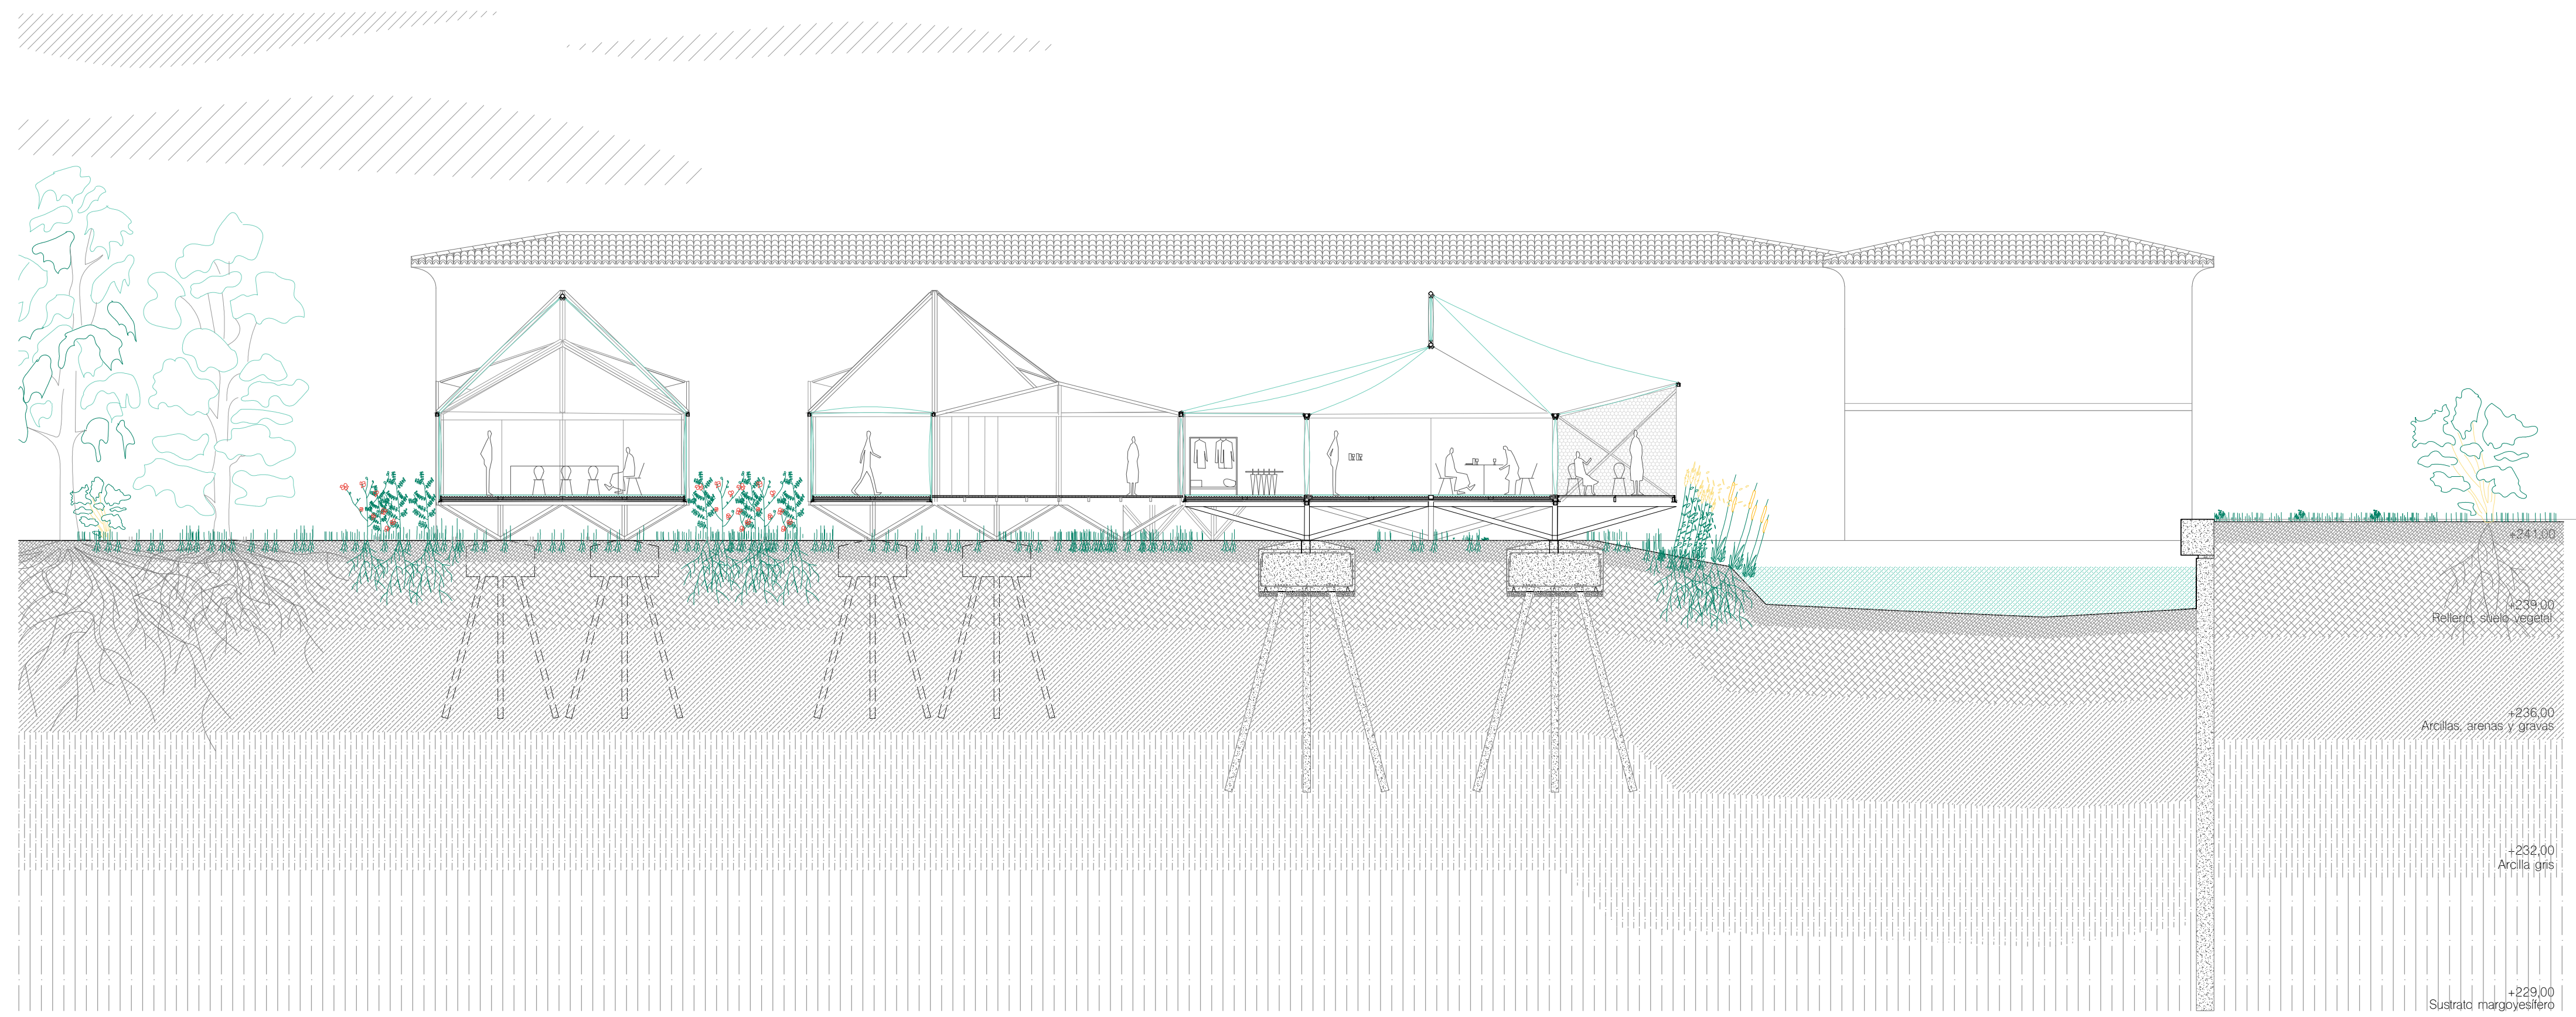 +241,00
+239,00
Relleno, suelo vegetal
+236,00
Arcillas, arenas y gravas
+232,00
Arcilla gris
+229,00
Sustrato margoyesífero